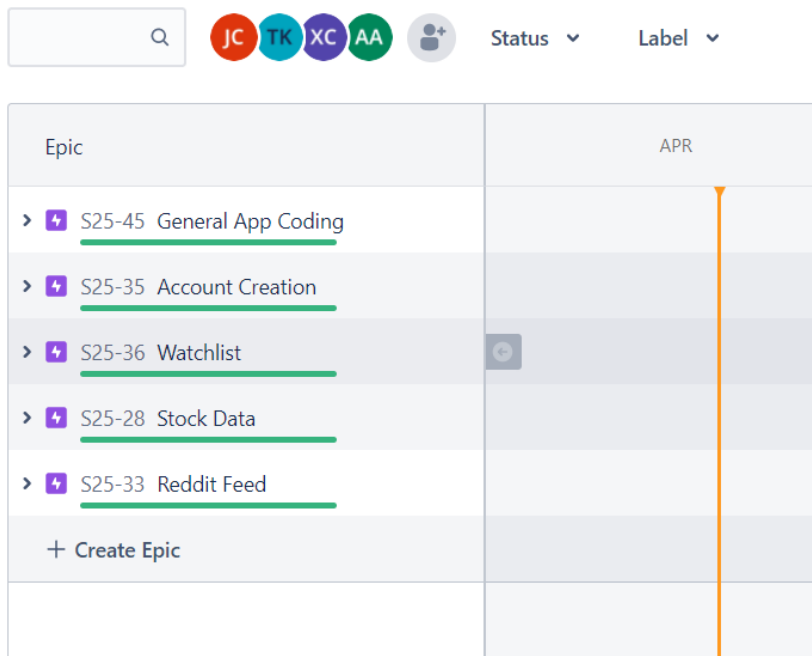 JC TK XC AA Status Label
Epic APR
S25-45 General App Coding
S25-35 Account Creation
S25-36 Watchlist
S25-28 Stock Data
S25-33 Reddit Feed
+ Create Epic